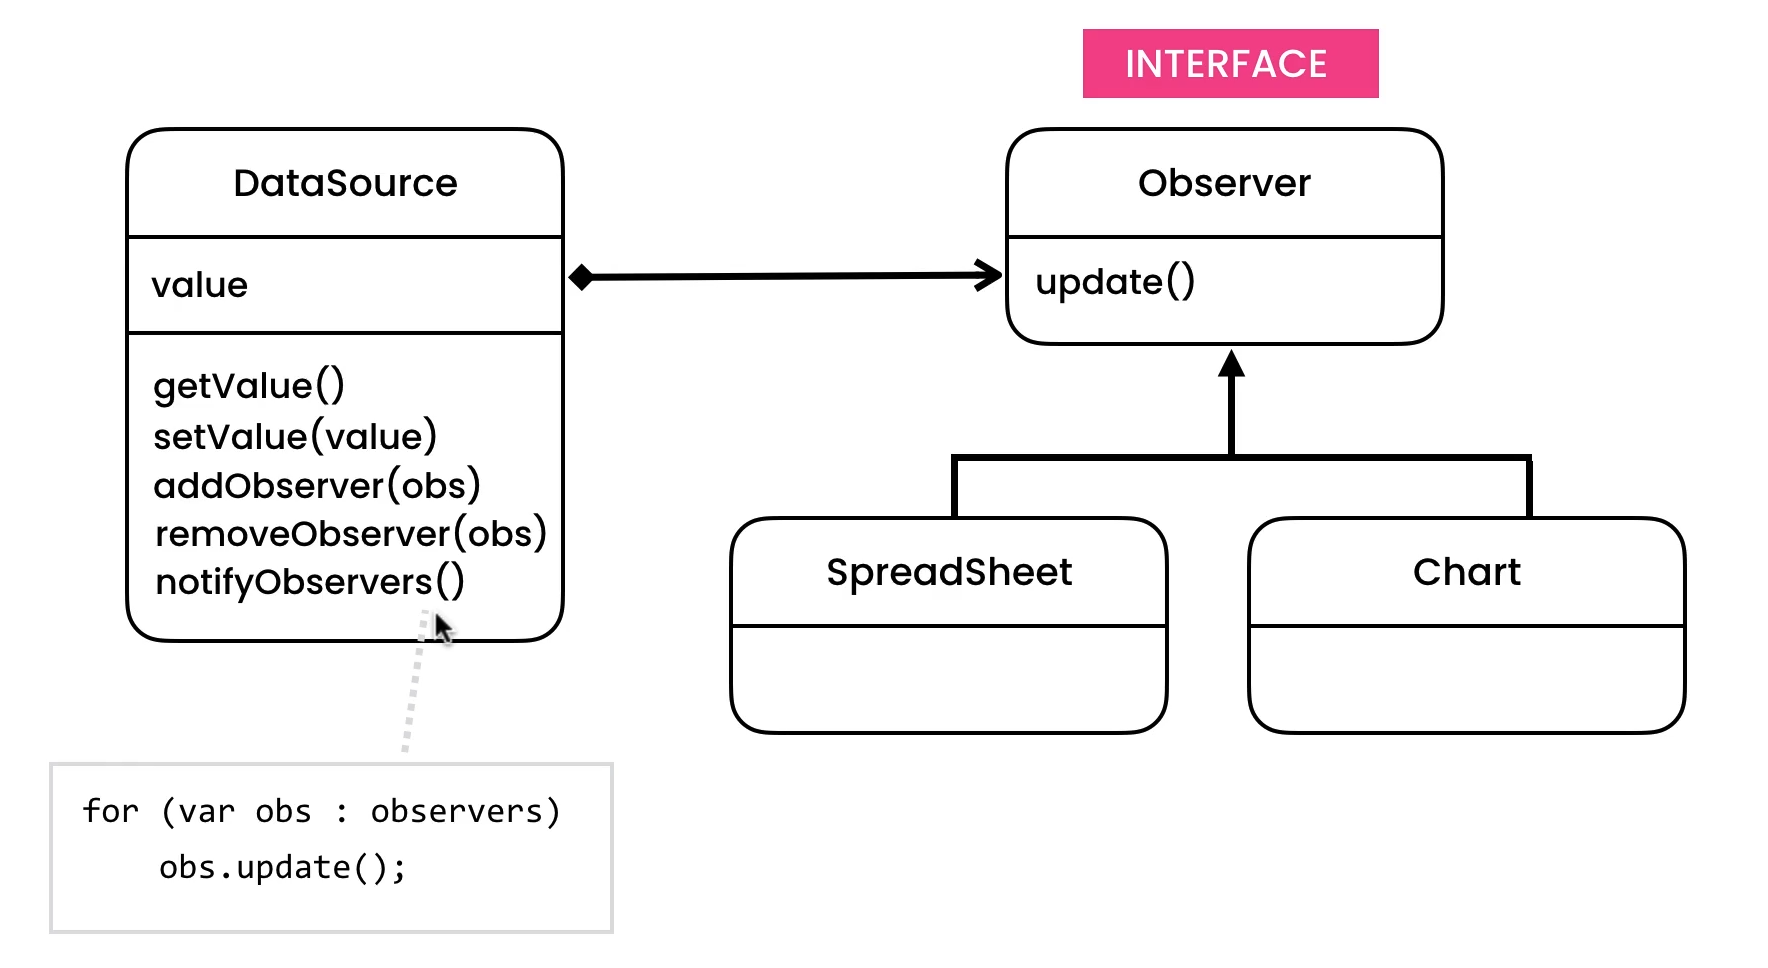 INTERFACE
DataSource
value
getValue()
setValue(value)
addObserver(obs)
removeObserver(obs)
notifyObservers()
Observer
update()
SpreadSheet
Chart
for (var obs : observers)
    obs.update();